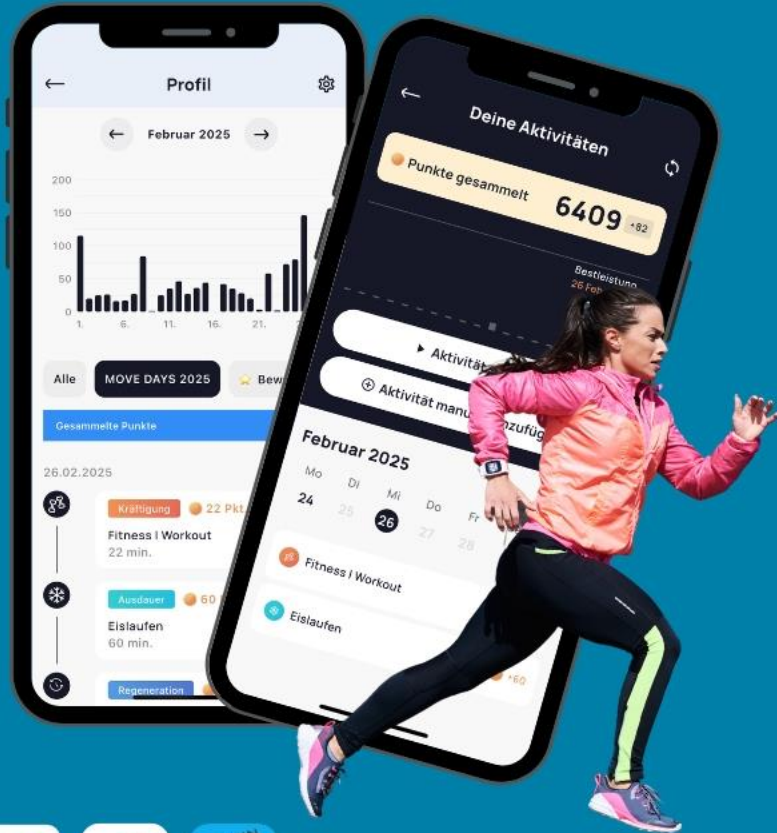 Profil
Februar 2025
200
150
100
50
0
1.
6.
11.
16.
21.
Alle
MOVE DAYS 2025
Gesammelte Punkte
26.02.2025
Kräftigung
22 Pkt.
Fitness | Workout
22 min.
Ausdauer
60
Eislaufen
60 min.
Regeneration
Deine Aktivitäten
Punkte gesammelt
6409
+82
Bestleistung
26
Aktivität
Aktivität
Februar 2025
Mo
Di
Mi
Do
Fr
24
25
26
27
28
Fitness | Workout
Eislaufen
+60